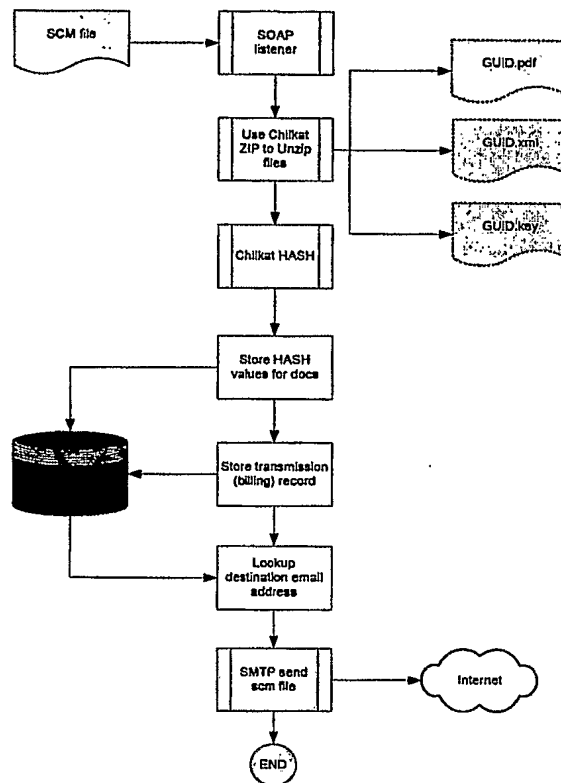 SCM file
SOAP
listener
GUID.pdf
Use Chilkat
ZIP to Unzip
files
GUID.xml
Chilkat HASH
GUID.key
Store HASH
values for docs
Store transmission
(billing) record
Lookup
destination email
address
SMTP send
scm file
Internet
END